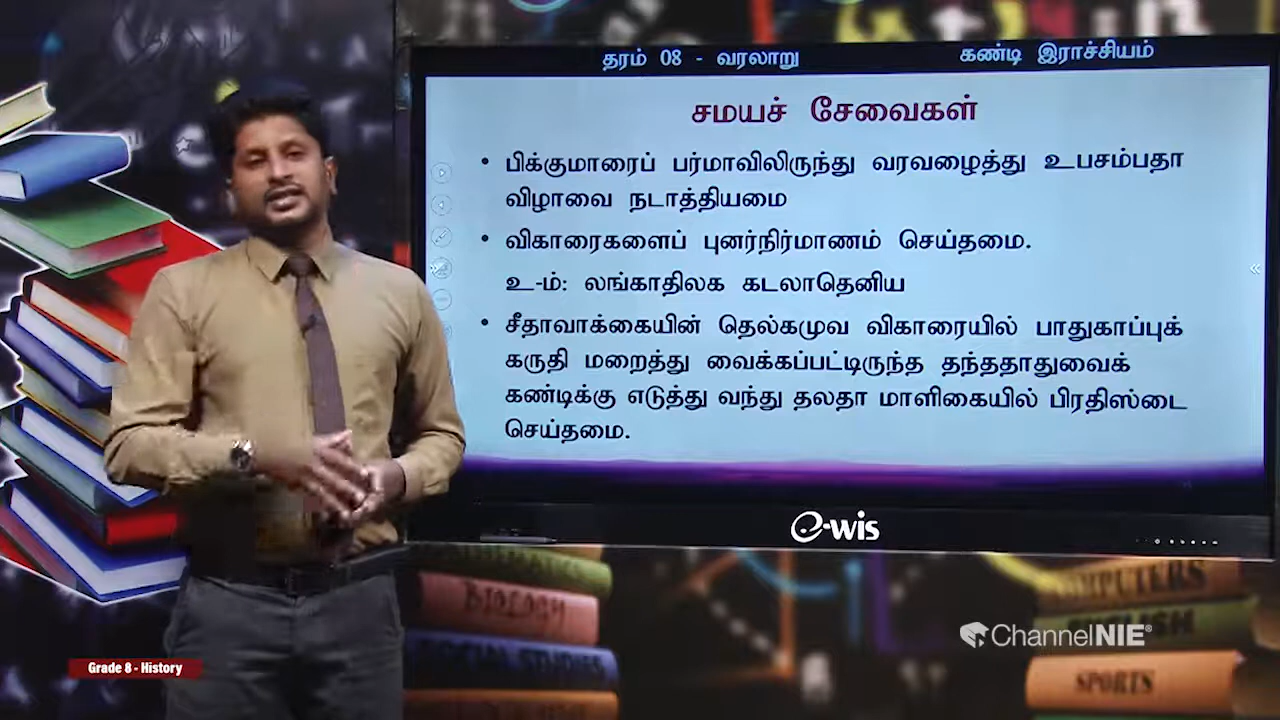 தரம் 08 - வரலாறு
கண்டி இராச்சியம்
சமயச் சேவைகள்
• பிக்குமாரைப் பர்மாவிலிருந்து வரவழைத்து உபசம்பதா
விழாவை நடாத்தியமை
• விகாரைகளைப் புனர்நிர்மாணம் செய்தமை.
உ-ம்: லங்காதிலக கடலாதெனிய
• சீதாவாக்கையின் தெல்கமுவ விகாரையில் பாதுகாப்புக்
கருதி மறைத்து வைக்கப்பட்டிருந்த தந்ததாதுவைக்
கண்டிக்கு எடுத்து வந்து தலதா மாளிகையில் பிரதிஸ்டை
செய்தமை.
e-wis
MATHEMATICS
BIOLOGY
SOCIAL STUDIES
COMPUTERS
ENGLISH
SPORTS
ChannelNIE®
Grade 8 - History